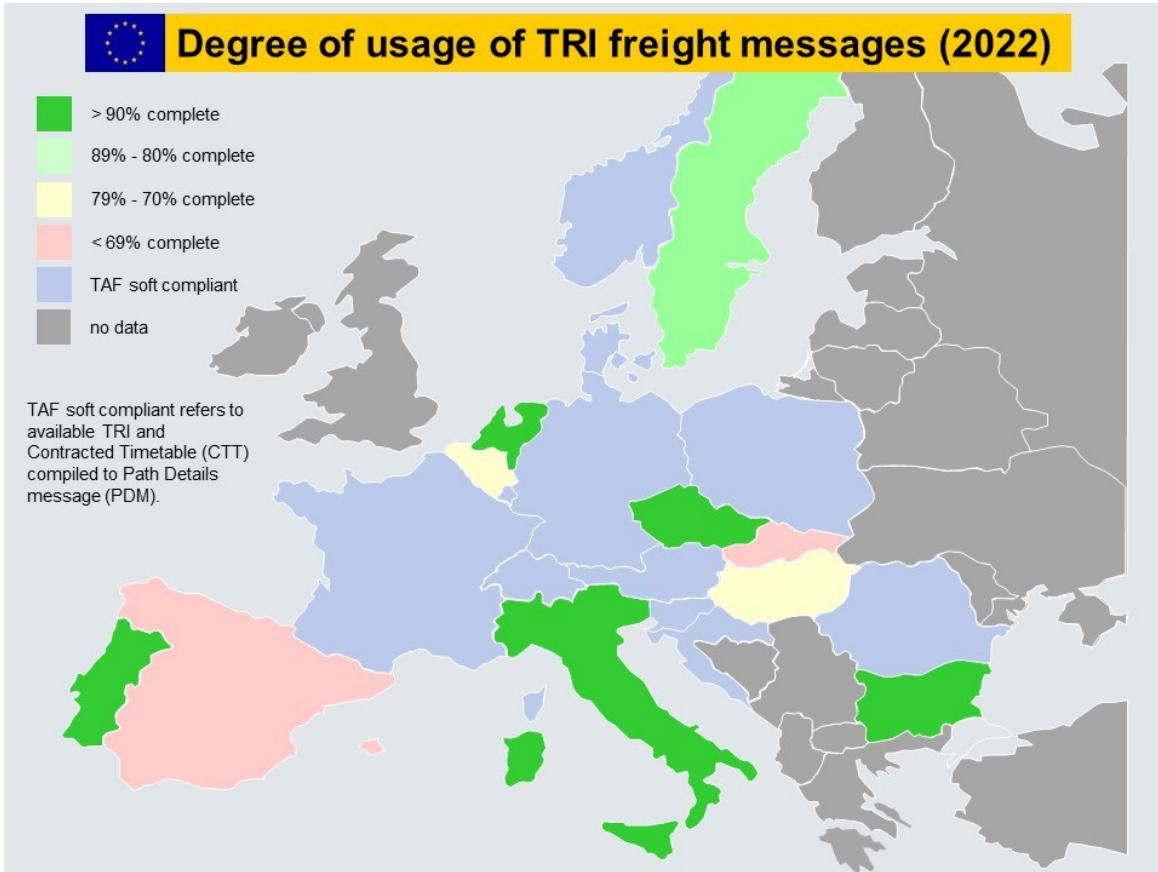 Degree of usage of TRI freight messages (2022)
> 90% complete
89% - 80% complete
79% - 70% complete
< 69% complete
TAF soft compliant
no data
TAF soft compliant refers to
available TRI and
Contracted Timetable (CTT)
compiled to Path Details
message (PDM).